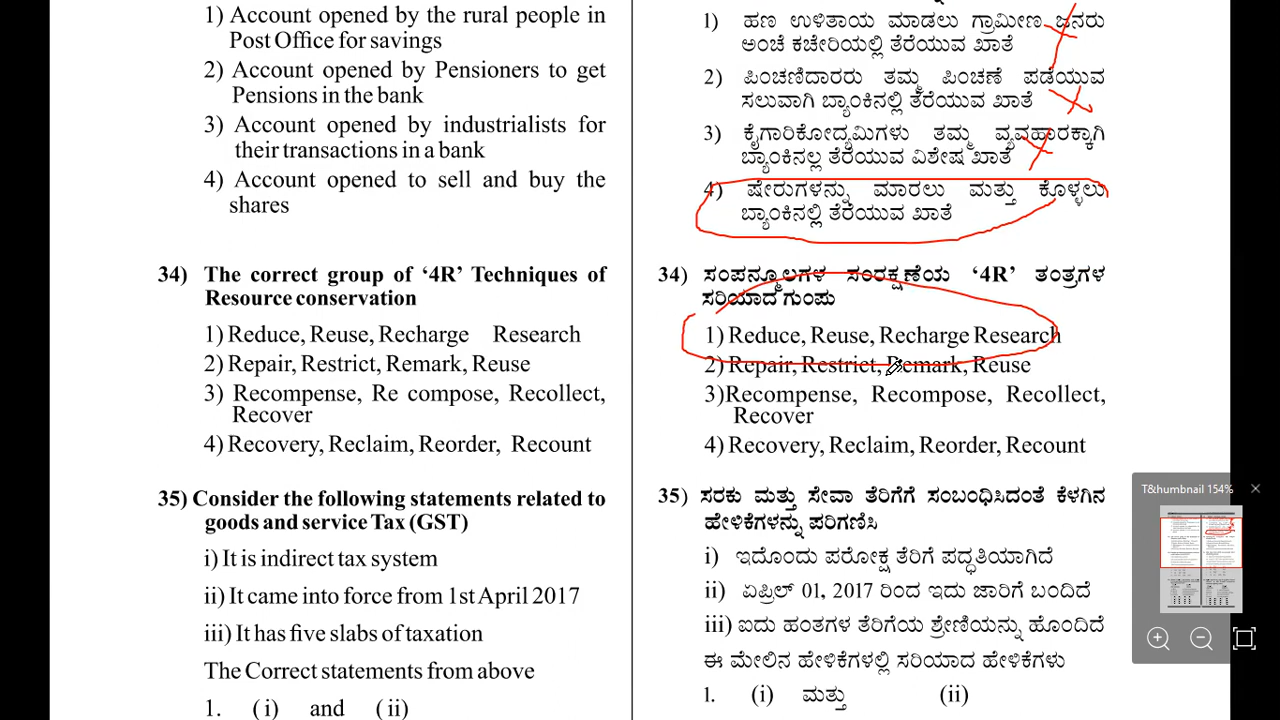 1) Account opened by the rural people in
Post Office for savings
2) Account opened by Pensioners to get
Pensions in the bank
3) Account opened by industrialists for
their transactions in a bank
4) Account opened to sell and buy the
shares
34) The correct group of ‘4R’ Techniques of
Resource conservation
1) Reduce, Reuse, Recharge Research
2) Repair, Restrict, Remark, Reuse
3) Recompense, Re compose, Recollect,
Recover
4) Recovery, Reclaim, Reorder, Recount
35) Consider the following statements related to
goods and service Tax (GST)
i) It is indirect tax system
ii) It came into force from 1st April 2017
iii) It has five slabs of taxation
The Correct statements from above
1. (i) and (ii)
1) ಹಣ ಉಳಿತಾಯ ಮಾಡಲು ಗ್ರಾಮೀಣ ಜನರು
ಅಂಚೆ ಕಚೇರಿಯಲ್ಲಿ ತೆರೆಯುವ ಖಾತೆ
2) ಪಿಂಚಣಿದಾರರು ತಮ್ಮ ಪಿಂಚಣಿ ಪಡೆಯುವ
ಸಲುವಾಗಿ ಬ್ಯಾಂಕಿನಲ್ಲಿ ತೆರೆಯುವ ಖಾತೆ
3) ಕೈಗಾರಿಕೋದ್ಯಮಿಗಳು ತಮ್ಮ ವ್ಯವಹಾರಕ್ಕಾಗಿ
ಬ್ಯಾಂಕಿನಲ್ಲ ತೆರೆಯುವ ವಿಶೇಷ ಖಾತೆ
4) ಷೇರುಗಳನ್ನು ಮಾರಲು ಮತ್ತು ಕೊಳ್ಳಲು
ಬ್ಯಾಂಕಿನಲ್ಲಿ ತೆರೆಯುವ ಖಾತೆ
34) ಸಂಪನ್ಮೂಲಗಳ ಸಂರಕ್ಷಣೆಯ ‘4R’ ತಂತ್ರಗಳ
ಸರಿಯಾದ ಗುಂಪು
1) Reduce, Reuse, Recharge Research
2) Repair, Restrict, Remark, Reuse
3)Recompense, Recompose, Recollect,
Recover
4) Recovery, Reclaim, Reorder, Recount
35) ಸರಕು ಮತ್ತು ಸೇವಾ ತೆರಿಗೆಗೆ ಸಂಬಂಧಿಸಿದಂತೆ ಕೆಳಗಿನ
ಹೇಳಿಕೆಗಳನ್ನು ಪರಿಗಣಿಸಿ
i) ಇದೊಂದು ಪರೋಕ್ಷ ತೆರಿಗೆ ಪದ್ಧತಿಯಾಗಿದೆ
ii) ಏಪ್ರಿಲ್ 01, 2017 ರಿಂದ ಇದು ಜಾರಿಗೆ ಬಂದಿದೆ
iii) ಐದು ಹಂತಗಳ ತೆರಿಗೆಯ ಶ್ರೇಣಿಯನ್ನು ಹೊಂದಿದೆ
ಈ ಮೇಲಿನ ಹೇಳಿಕೆಗಳಲ್ಲಿ ಸರಿಯಾದ ಹೇಳಿಕೆಗಳು
1. (i) ಮತ್ತು (ii)
T&humbnail 154%